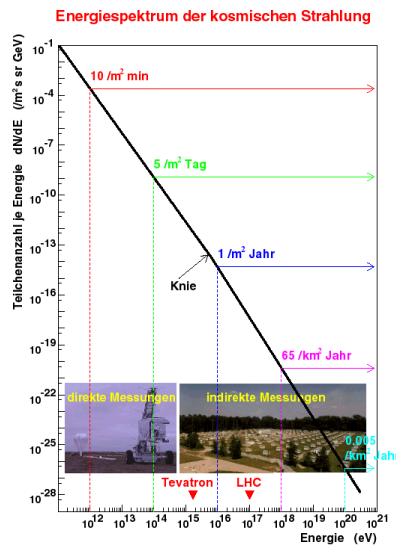 Energiespektrum der kosmischen Strahlung
Teilchenanzahl je Energie dN/dE (/m² s sr GeV)
10⁻¹
10⁻⁴
10⁻⁷
10⁻¹⁰
10⁻¹³
10⁻¹⁶
10⁻¹⁹
10⁻²²
10⁻²⁵
10⁻²⁸
10 /m² min
5 /m² Tag
1 /m² Jahr
Knie
65 /km² Jahr
direkte Messungen
indirekte Messungen
0.005
/km² Jahr
Tevatron
LHC
10¹² 10¹³ 10¹⁴ 10¹⁵ 10¹⁶ 10¹⁷ 10¹⁸ 10¹⁹ 10²⁰ 10²¹
Energie (eV)